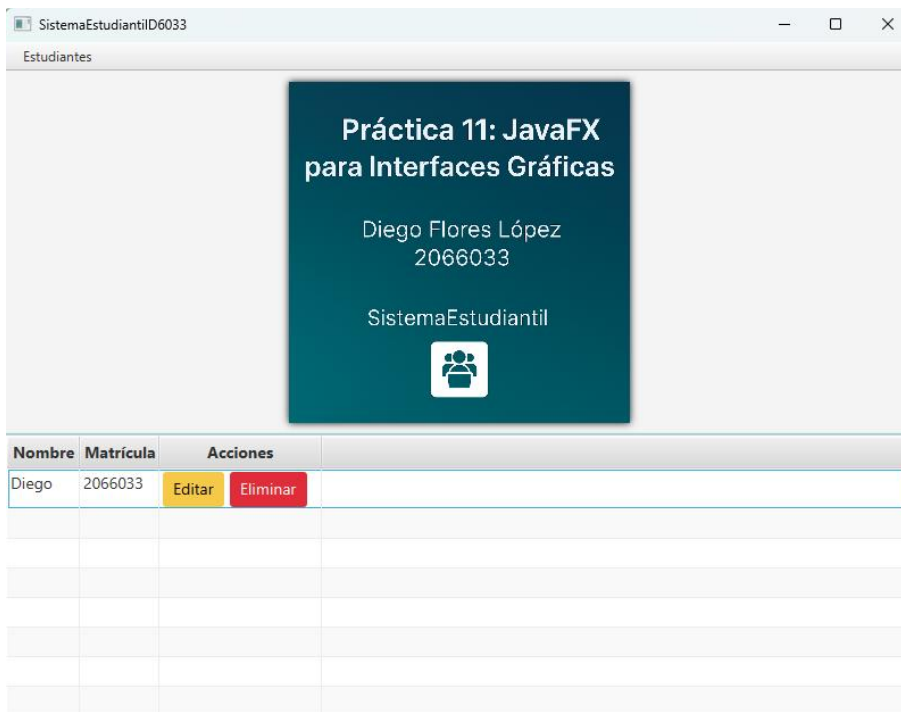 SistemaEstudiantilD6033
Estudiantes
Práctica 11: JavaFX
para Interfaces Gráficas
Diego Flores López
2066033
SistemaEstudiantil
Nombre Matrícula Acciones
Diego 2066033 Editar Eliminar